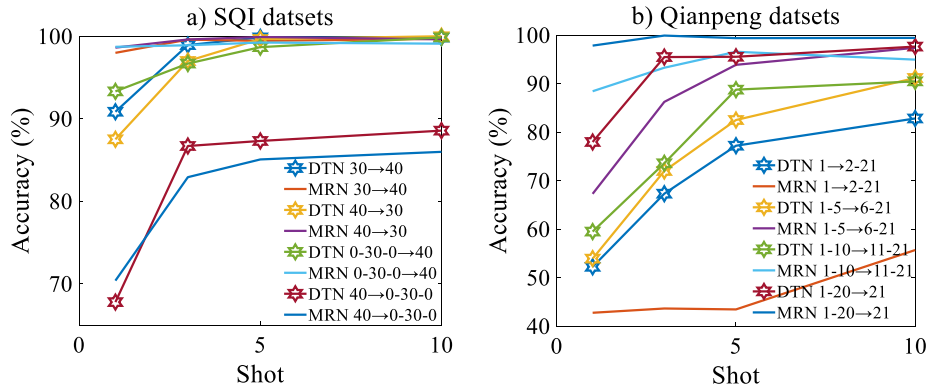 a) SQI datsets
100
90
80
70
Accuracy (%)
DTN 30→40
MRN 30→40
DTN 40→30
MRN 40→30
DTN 0-30-0→40
MRN 0-30-0→40
DTN 40→0-30-0
MRN 40→0-30-0
0
5
10
Shot
b) Qianpeng datsets
100
90
80
70
60
50
40
Accuracy (%)
DTN 1→2-21
MRN 1→2-21
DTN 1-5→6-21
MRN 1-5→6-21
DTN 1-10→11-21
MRN 1-10→11-21
DTN 1-20→21
MRN 1-20→21
0
5
10
Shot